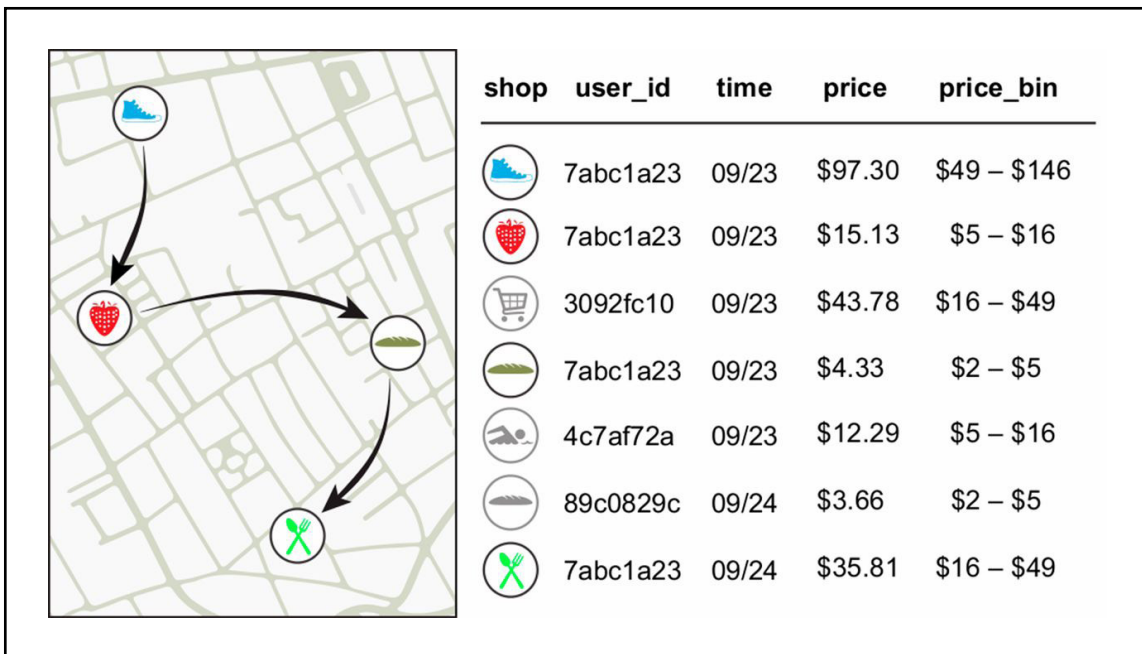 shop user_id time price price_bin
7abc1a23 09/23 $97.30 $49 – $146
7abc1a23 09/23 $15.13 $5 – $16
3092fc10 09/23 $43.78 $16 – $49
7abc1a23 09/23 $4.33 $2 – $5
4c7af72a 09/23 $12.29 $5 – $16
89c0829c 09/24 $3.66 $2 – $5
7abc1a23 09/24 $35.81 $16 – $49